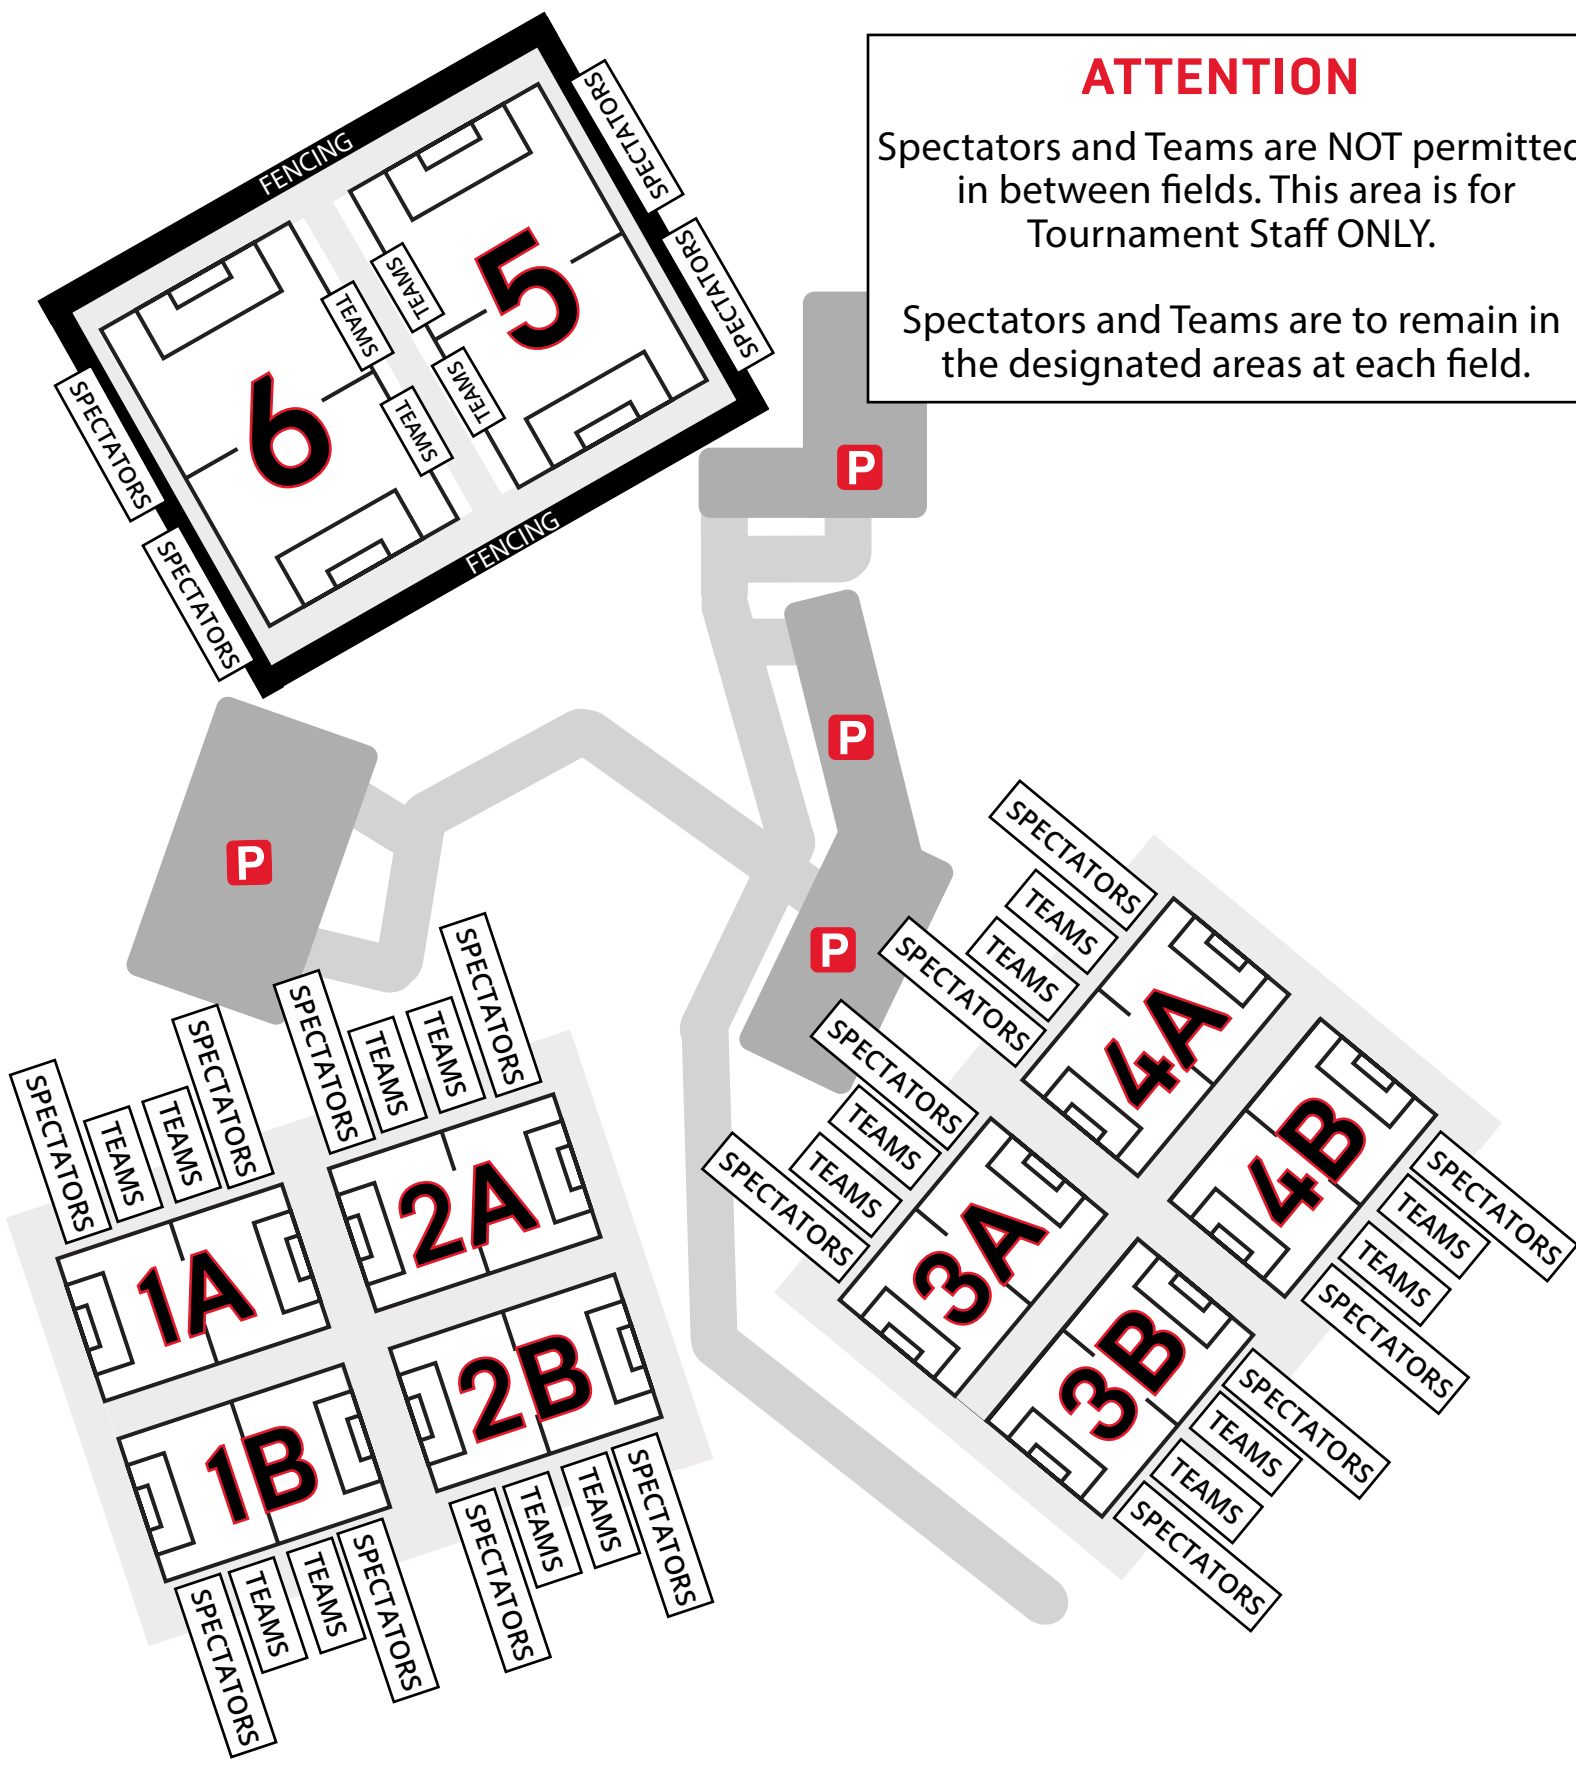 ATTENTION
Spectators and Teams are NOT permitted
in between fields. This area is for
Tournament Staff ONLY.
Spectators and Teams are to remain in
the designated areas at each field.
FENCING
SPECTATORS
SPECTATORS
5
TEAMS
TEAMS
6
TEAMS
TEAMS
SPECTATORS
SPECTATORS
FENCING
P
P
P
P
SPECTATORS
TEAMS
TEAMS
SPECTATORS
1A
SPECTATORS
TEAMS
TEAMS
SPECTATORS
2A
1B
SPECTATORS
TEAMS
TEAMS
SPECTATORS
2B
SPECTATORS
TEAMS
TEAMS
SPECTATORS
SPECTATORS
TEAMS
TEAMS
SPECTATORS
4A
4B
SPECTATORS
TEAMS
TEAMS
SPECTATORS
SPECTATORS
TEAMS
TEAMS
SPECTATORS
3A
3B
SPECTATORS
TEAMS
TEAMS
SPECTATORS